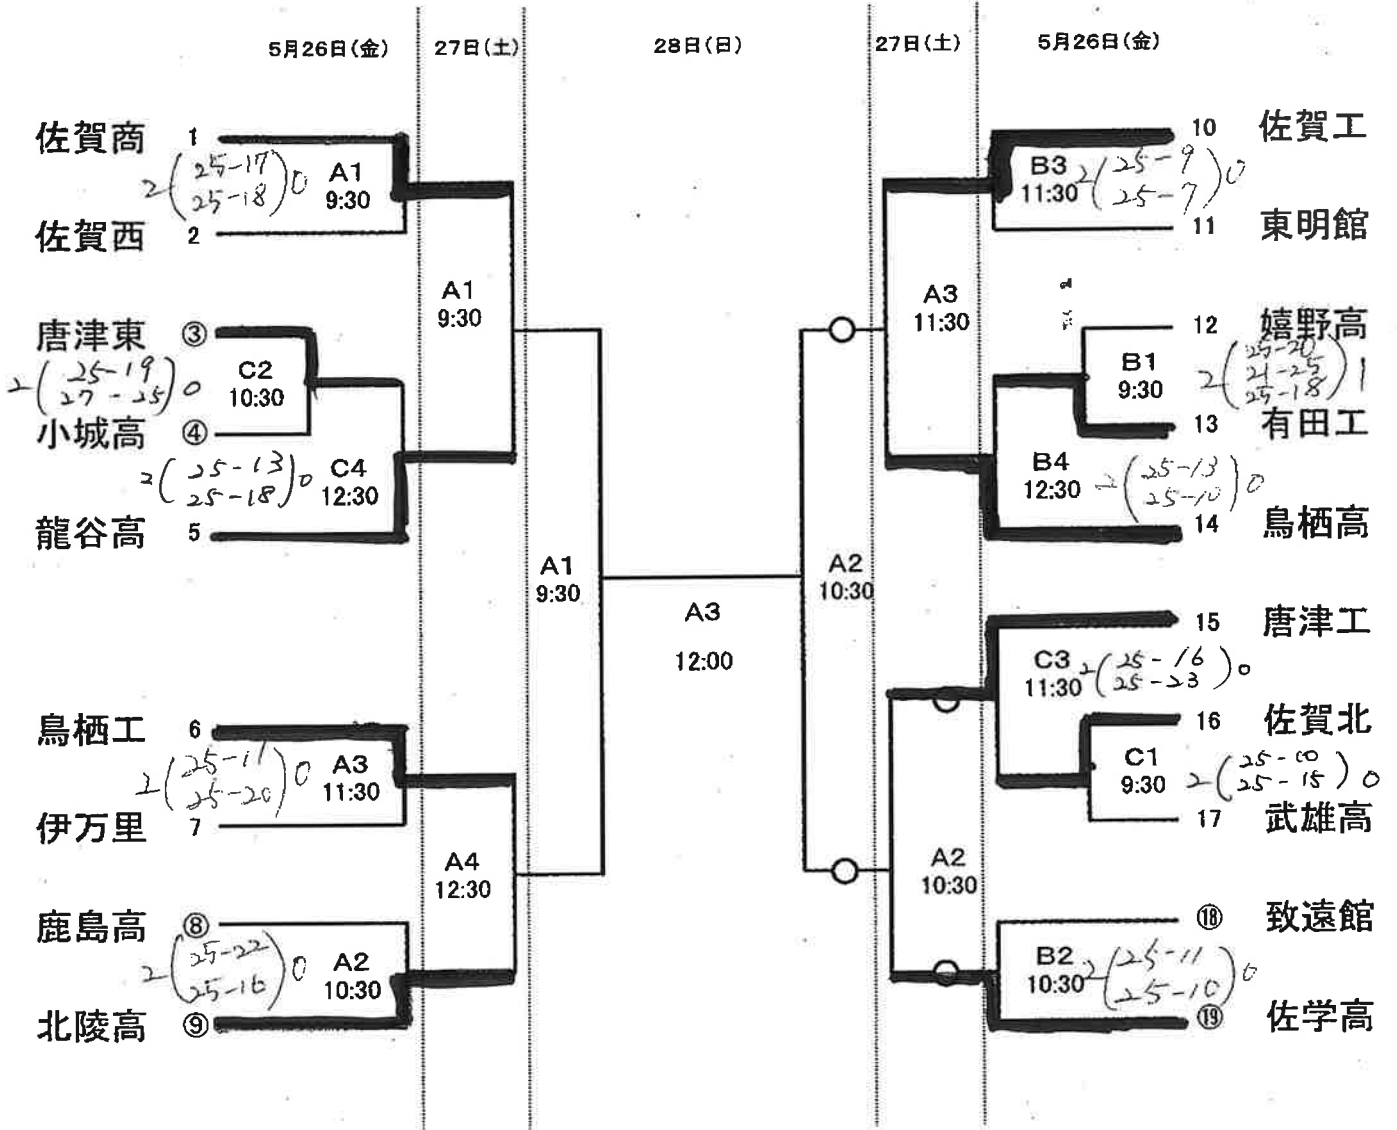 5月26日(金) 27日(土) 28日(日) 27日(土) 5月26日(金)
佐賀商 1
2(25-17 25-18)0 A1 9:30
佐賀西 2
唐津東 ③
2(25-19 27-25)0 C2 10:30
小城高 ④
2(25-13 25-18)0 C4 12:30
龍谷高 5
鳥栖工 6
2(25-11 25-20)0 A3 11:30
伊万里 7
鹿島高 ⑧
2(25-22 25-16)0 A2 10:30
北陵高 ⑨
A1 9:30
A4 12:30
A1 9:30
A3
12:00
A2 10:30
A3 11:30
A2 10:30
10 佐賀工
B3 11:30 2(25-9 25-7)0
11 東明館
12 嬉野高
B1 9:30 2(25-20 21-25 25-18)1
13 有田工
B4 12:30 2(25-13 25-10)0
14 鳥栖高
15 唐津工
C3 11:30 2(25-16 25-23)0
16 佐賀北
C1 9:30 2(25-10 25-15)0
17 武雄高
⑱ 致遠館
B2 10:30 2(25-11 25-10)0
⑲ 佐学高